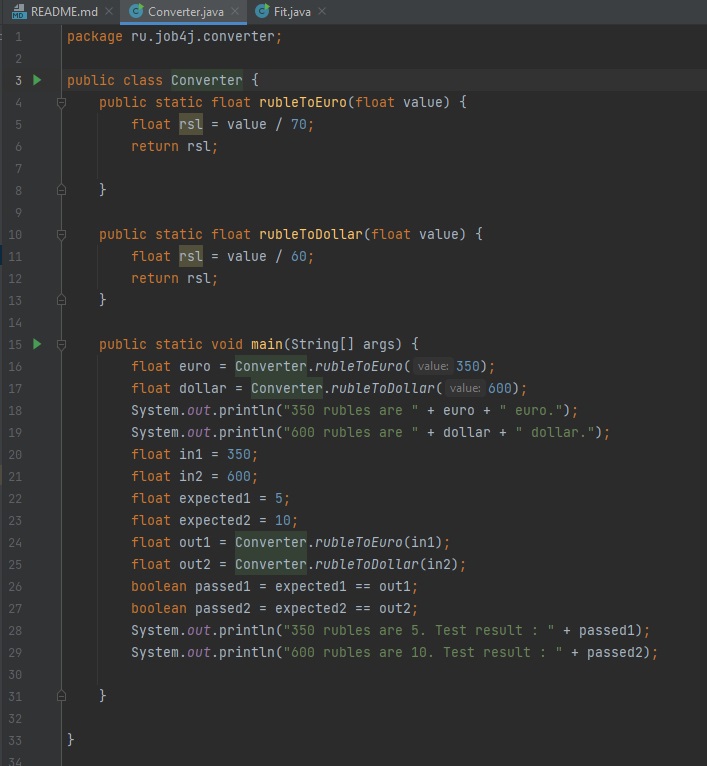 README.md Converter.java Fit.java
1 package ru.job4j.converter;
2
3 public class Converter {
4 public static float rubleToEuro(float value) {
5 float rsl = value / 70;
6 return rsl;
7
8 }
9
10 public static float rubleToDollar(float value) {
11 float rsl = value / 60;
12 return rsl;
13 }
14
15 public static void main(String[] args) {
16 float euro = Converter.rubleToEuro( value: 350);
17 float dollar = Converter.rubleToDollar( value: 600);
18 System.out.println("350 rubles are " + euro + " euro.");
19 System.out.println("600 rubles are " + dollar + " dollar.");
20 float in1 = 350;
21 float in2 = 600;
22 float expected1 = 5;
23 float expected2 = 10;
24 float out1 = Converter.rubleToEuro(in1);
25 float out2 = Converter.rubleToDollar(in2);
26 boolean passed1 = expected1 == out1;
27 boolean passed2 = expected2 == out2;
28 System.out.println("350 rubles are 5. Test result : " + passed1);
29 System.out.println("600 rubles are 10. Test result : " + passed2);
30
31 }
32
33 }
34